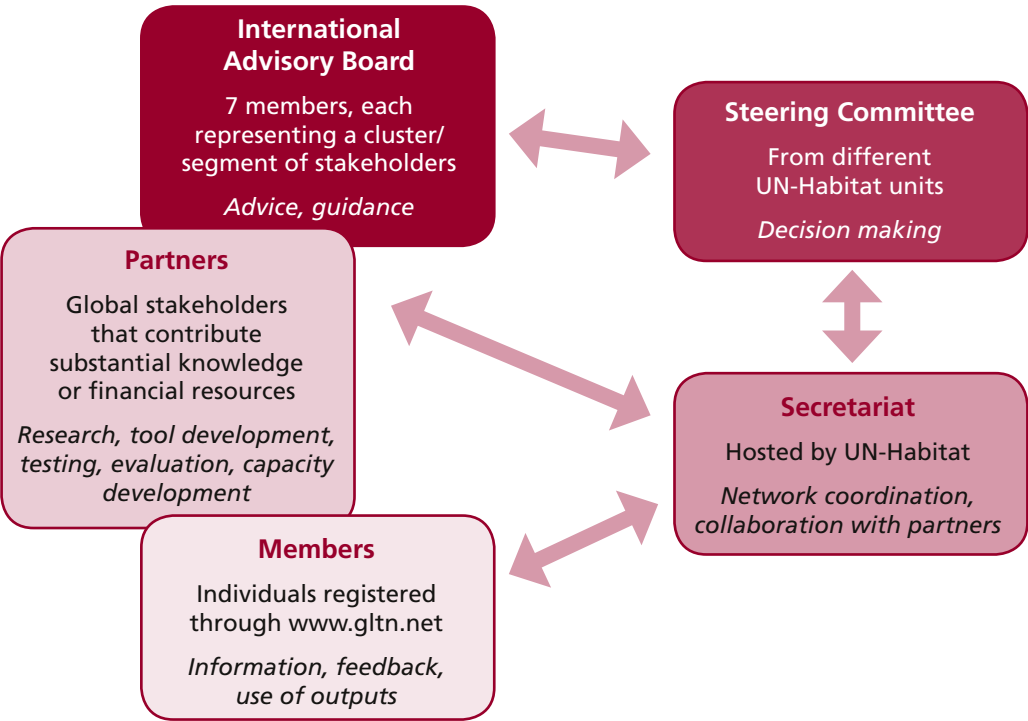 International
Advisory Board
7 members, each
representing a cluster/
segment of stakeholders
Advice, guidance
Steering Committee
From different
UN-Habitat units
Decision making
Partners
Global stakeholders
that contribute
substantial knowledge
or financial resources
Research, tool development,
testing, evaluation, capacity
development
Secretariat
Hosted by UN-Habitat
Network coordination,
collaboration with partners
Members
Individuals registered
through www.gltn.net
Information, feedback,
use of outputs